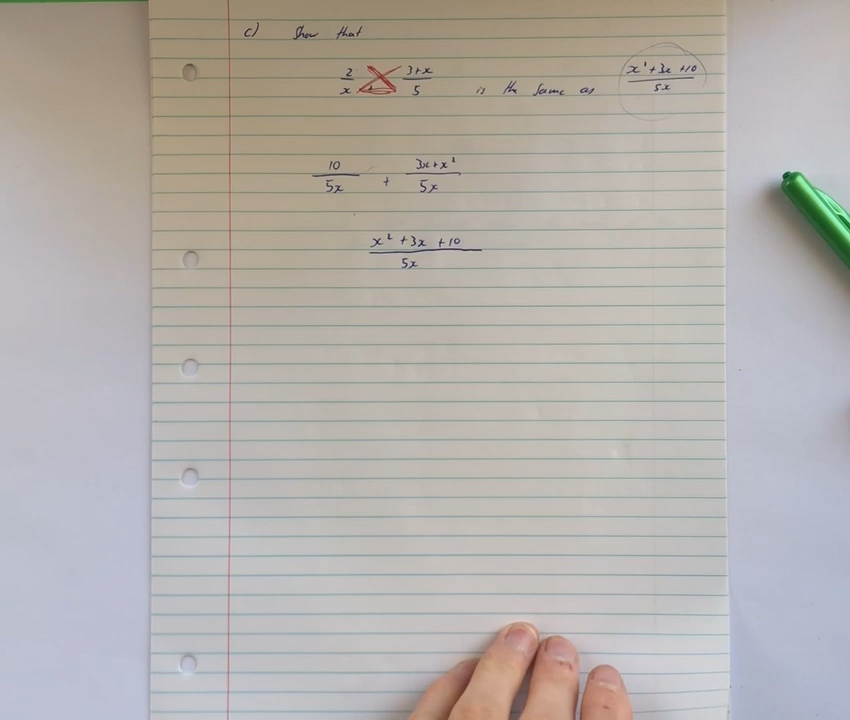 c) Show that
2/x + 3+x/5 is the same as x²+3x+10/5x
10/5x + 3x+x²/5x
x²+3x+10/5x